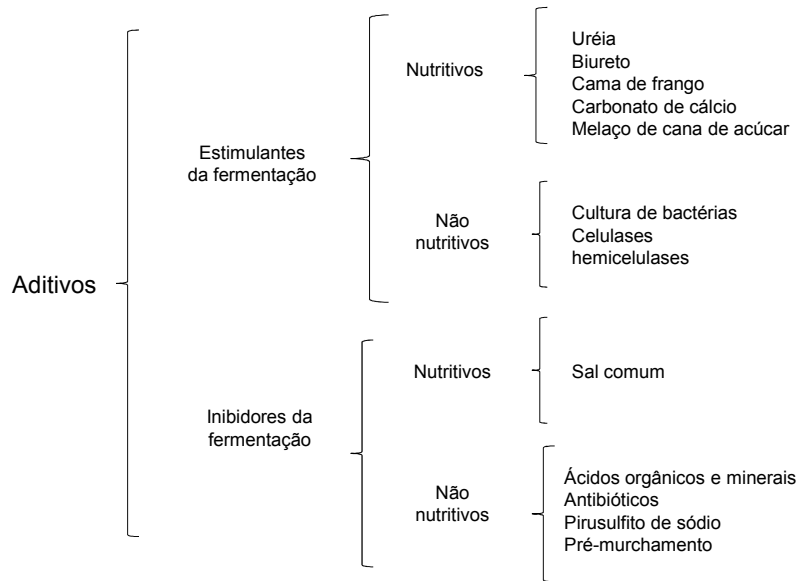 Aditivos
Estimulantes
da fermentação
Nutritivos
Uréia
Biureto
Cama de frango
Carbonato de cálcio
Melaço de cana de acúcar
Não
nutritivos
Cultura de bactérias
Celulases
hemicelulases
Inibidores da
fermentação
Nutritivos
Sal comum
Não
nutritivos
Ácidos orgânicos e minerais
Antibióticos
Pirusulfito de sódio
Pré-murchamento